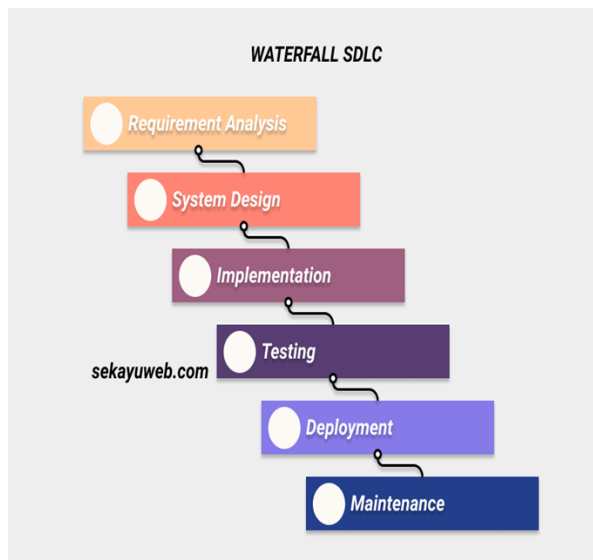 WATERFALL SDLC
Requirement Analysis
System Design
Implementation
Testing
sekayuweb.com
Deployment
Maintenance